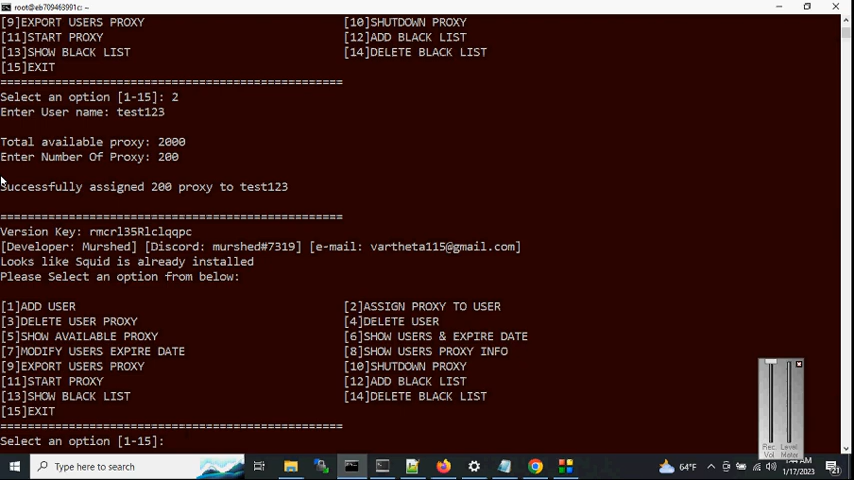 root@eb709463991c: ~
[9]EXPORT USERS PROXY [10]SHUTDOWN PROXY
[11]START PROXY [12]ADD BLACK LIST
[13]SHOW BLACK LIST [14]DELETE BLACK LIST
[15]EXIT
==================================================
Select an option [1-15]: 2
Enter User name: test123
Total available proxy: 2000
Enter Number Of Proxy: 200
Successfully assigned 200 proxy to test123
==================================================
Version Key: rmcrl35Rlclqqpc
[Developer: Murshed] [Discord: murshed#7319] [e-mail: vartheta115@gmail.com]
Looks like Squid is already installed
Please Select an option from below:
[1]ADD USER [2]ASSIGN PROXY TO USER
[3]DELETE USER PROXY [4]DELETE USER
[5]SHOW AVAILABLE PROXY [6]SHOW USERS & EXPIRE DATE
[7]MODIFY USERS EXPIRE DATE [8]SHOW USERS PROXY INFO
[9]EXPORT USERS PROXY [10]SHUTDOWN PROXY
[11]START PROXY [12]ADD BLACK LIST
[13]SHOW BLACK LIST [14]DELETE BLACK LIST
[15]EXIT
==================================================
Select an option [1-15]:
Rec. Level
Vol Meter
Type here to search
64°F
AM
1/17/2023
21